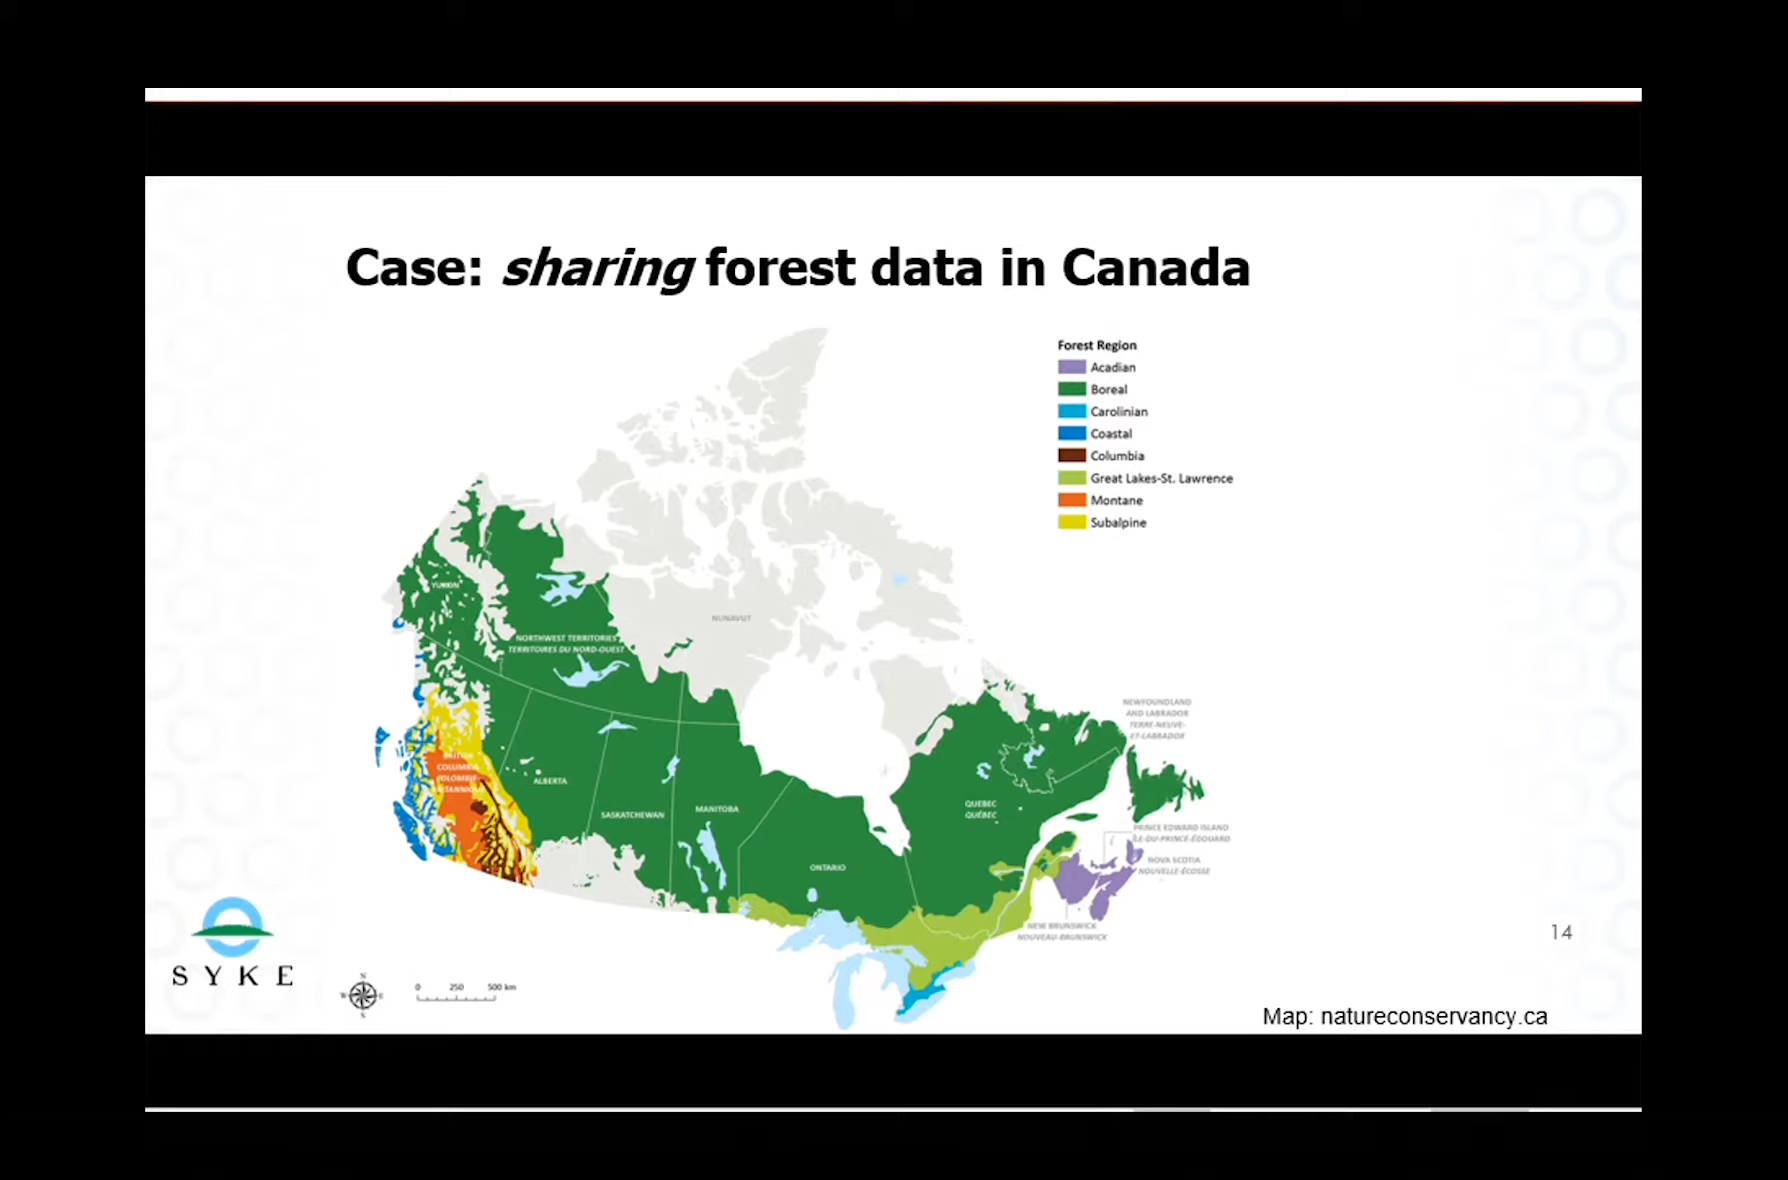 Case: sharing forest data in Canada
Forest Region
Acadian
Boreal
Carolinian
Coastal
Columbia
Great Lakes-St. Lawrence
Montane
Subalpine
YUKON
NUNAVUT
NORTHWEST TERRITORIES
TERRITOIRES DU NORD-OUEST
NEWFOUNDLAND
AND LABRADOR
TERRE-NEUVE-
ET-LABRADOR
BRITISH
COLUMBIA
COLOMBIE-
BRITANNIQUE
ALBERTA
SASKATCHEWAN
MANITOBA
QUEBEC
QUÉBEC
PRINCE EDWARD ISLAND
ÎLE-DU-PRINCE-ÉDOUARD
ONTARIO
NOVA SCOTIA
NOUVELLE-ÉCOSSE
NEW BRUNSWICK
NOUVEAU-BRUNSWICK
14
SYKE
N
W E
S
0 250 500 km
Map: natureconservancy.ca